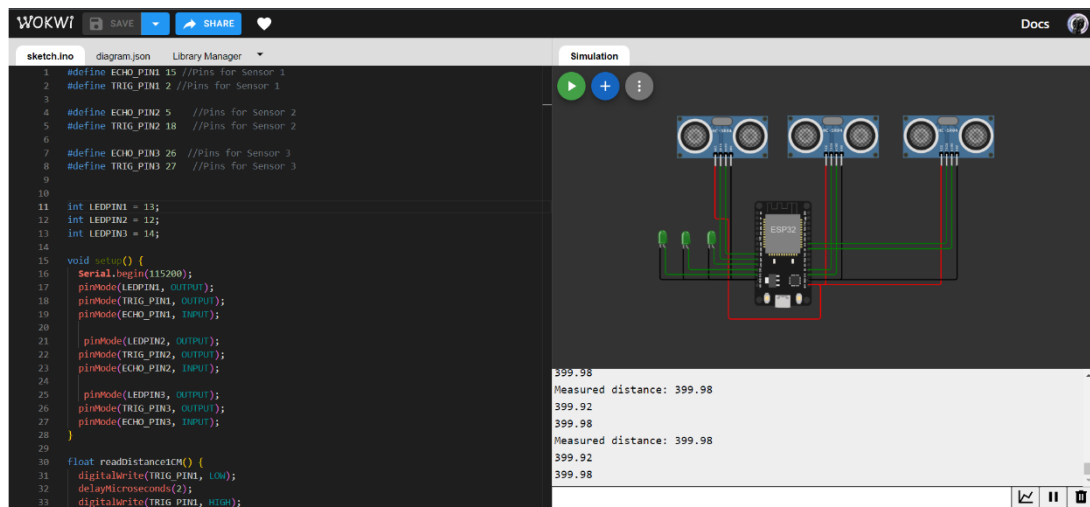 WOKWi SAVE SHARE Docs
sketch.ino diagram.json Library Manager
Simulation
1 #define ECHO_PIN1 15 //Pins for Sensor 1
2 #define TRIG_PIN1 2 //Pins for Sensor 1
3
4 #define ECHO_PIN2 5 //Pins for Sensor 2
5 #define TRIG_PIN2 18 //Pins for Sensor 2
6
7 #define ECHO_PIN3 26 //Pins for Sensor 3
8 #define TRIG_PIN3 27 //Pins for Sensor 3
9
10
11 int LEDPIN1 = 13;
12 int LEDPIN2 = 12;
13 int LEDPIN3 = 14;
14
15 void setup() {
16 Serial.begin(115200);
17 pinMode(LEDPIN1, OUTPUT);
18 pinMode(TRIG_PIN1, OUTPUT);
19 pinMode(ECHO_PIN1, INPUT);
20
21 pinMode(LEDPIN2, OUTPUT);
22 pinMode(TRIG_PIN2, OUTPUT);
23 pinMode(ECHO_PIN2, INPUT);
24
25 pinMode(LEDPIN3, OUTPUT);
26 pinMode(TRIG_PIN3, OUTPUT);
27 pinMode(ECHO_PIN3, INPUT);
28 }
29
30 float readDistance1CM() {
31 digitalWrite(TRIG_PIN1, LOW);
32 delayMicroseconds(2);
33 digitalWrite(TRIG_PIN1, HIGH);
ESP32
399.98
Measured distance: 399.98
399.92
399.98
Measured distance: 399.98
399.92
399.98